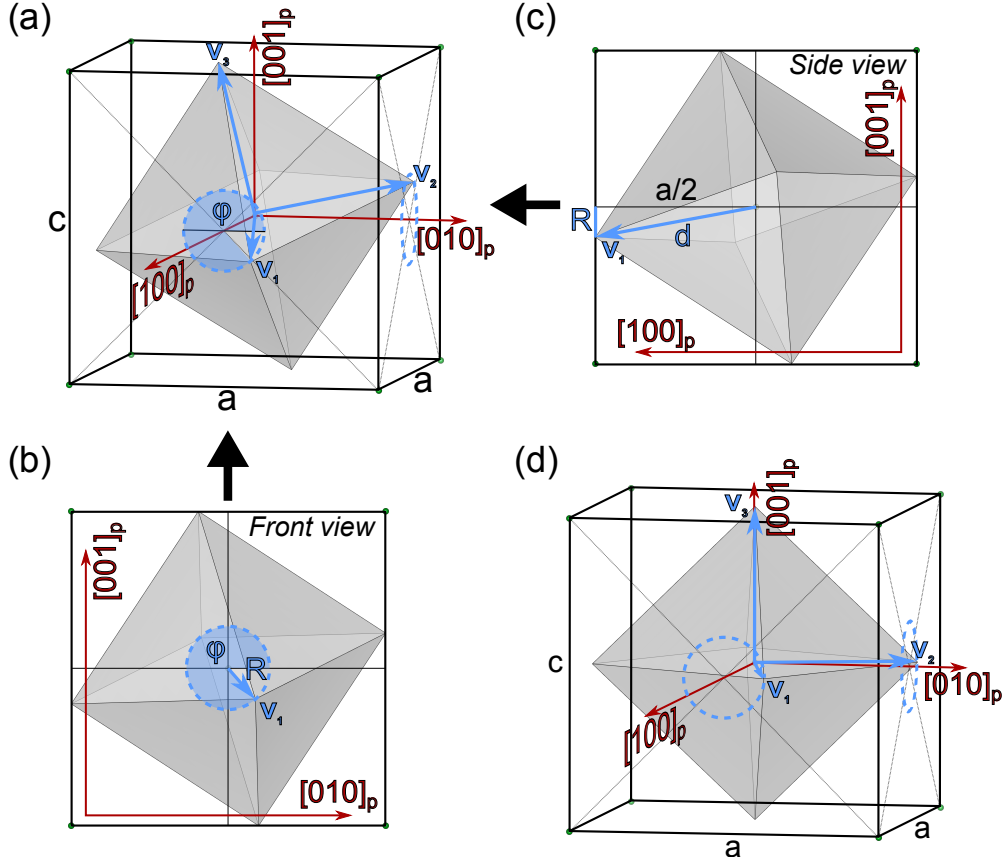 (a)
V₃
[001]ₚ
V₂
φ
c
[010]ₚ
V₁
[100]ₚ
a
a
(c)
Side view
[001]ₚ
a/2
R
d
V₁
[100]ₚ
(b)
Front view
[001]ₚ
φ
R
V₁
[010]ₚ
(d)
V₃
[001]ₚ
c
V₂
V₁
[010]ₚ
[100]ₚ
a
a